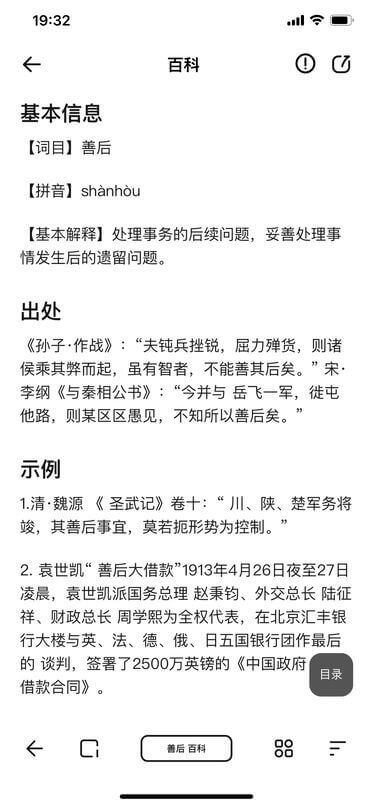 19:32
百科
基本信息
【词目】善后
【拼音】shànhòu
【基本解释】处理事务的后续问题，妥善处理事
情发生后的遗留问题。
出处
《孙子·作战》：“夫钝兵挫锐，屈力殚货，则诸
侯乘其弊而起，虽有智者，不能善其后矣。”宋·
李纲《与秦相公书》：“今并与 岳飞一军，徙屯
他路，则某区区愚见，不知所以善后矣。”
示例
1.清·魏源 《 圣武记》卷十：“ 川、陕、楚军务将
竣，其善后事宜，莫若扼形势为控制。”
2. 袁世凯“ 善后大借款”1913年4月26日夜至27日
凌晨，袁世凯派国务总理 赵秉钧、外交总长 陆征
祥、财政总长 周学熙为全权代表，在北京汇丰银
行大楼与英、法、德、俄、日五国银行团作最后
的 谈判，签署了2500万英镑的《中国政府
借款合同》。
目录
善后 百科